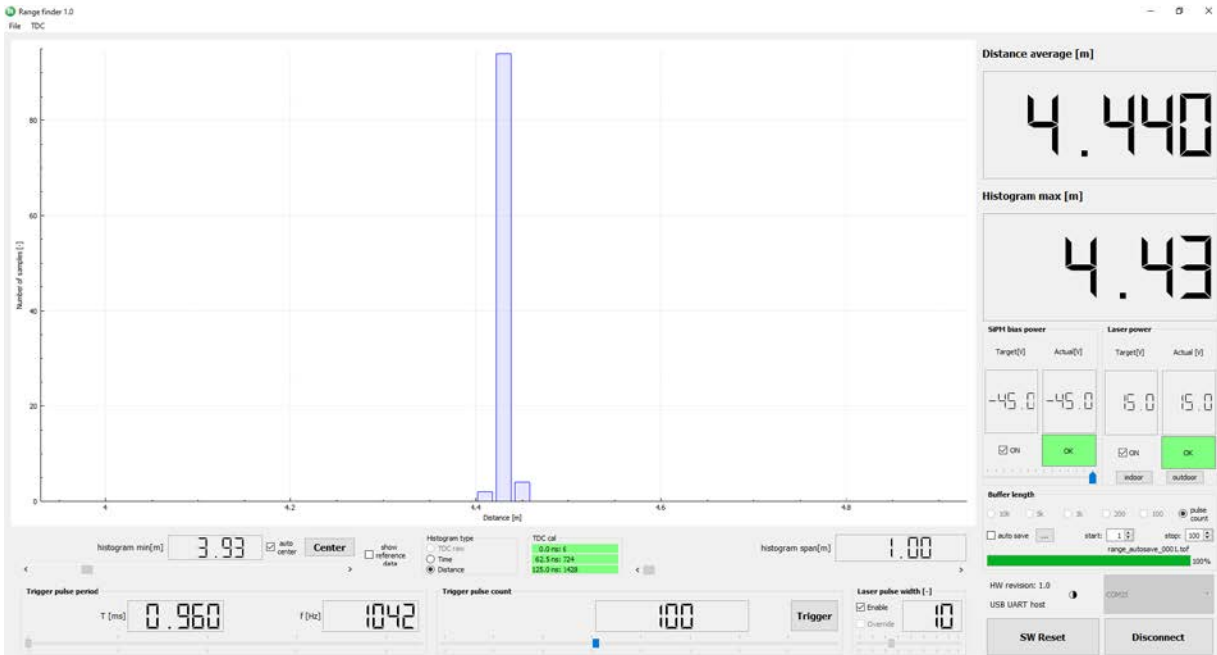 Range finder 1.0
File TDC
Distance average [m]
4.440
Histogram max [m]
4.43
Number of samples [-]
80
60
40
20
0
4 4.2 4.4 4.6 4.8
Distance [m]
SiPM bias power
Target[V] Actual[V]
-45.0 -45.0
ON OK
Laser power
Target[V] Actual [V]
15.0 15.0
ON OK
indoor outdoor
Buffer length
10k 5k 1k 200 100 pulse count
auto save ... start: 1 stop: 100
range_autosave_0001.tof
100%
histogram min[m] 3.93 auto center Center
show reference data
Histogram type
TDC raw
Time
Distance
TDC cal
0.0 ns: 6
62.5 ns: 724
125.0 ns: 1428
histogram span[m] 1.00
Trigger pulse period
T [ms] 0.960 f [Hz] 1042
Trigger pulse count
100 Trigger
Laser pulse width [-]
Enable
Override
10
HW revision: 1.0
USB UART host
SW Reset Disconnect